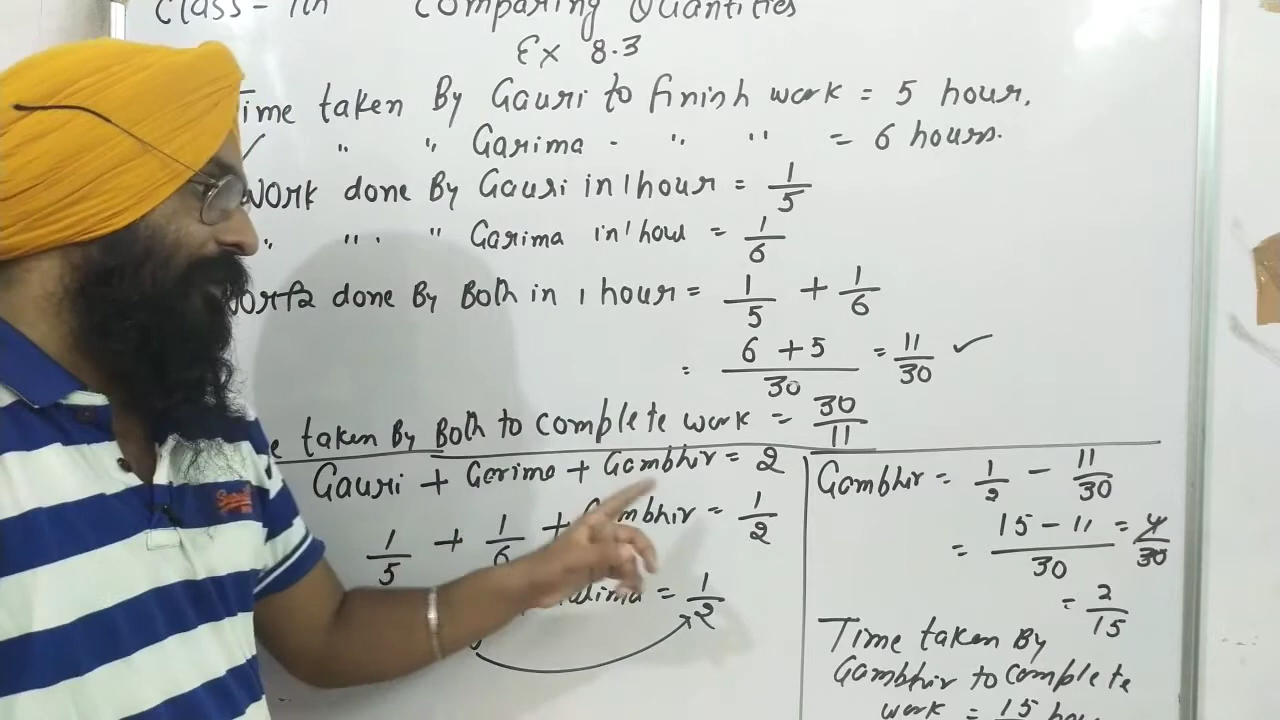 Class - 7th Comparing Quantities
Ex 8.3
Time taken By Gauri to finish work = 5 hour.
" " Garima - " " = 6 hours.
Work done By Gauri in 1 hour = 1/5
" " " Garima in 1 hour = 1/6
Work done By Both in 1 hour = 1/5 + 1/6
= 6 + 5 / 30 = 11/30 ✓
taken By Both to complete work = 30/11
Gauri + Garima + Gambhir = 2
1/5 + 1/6 + Gambhir = 1/2
= 1/2
Gambhir = 1/2 - 11/30
= 15 - 11 / 30 = 4/30
= 2/15
Time taken By
Gambhir to complete
work = 15